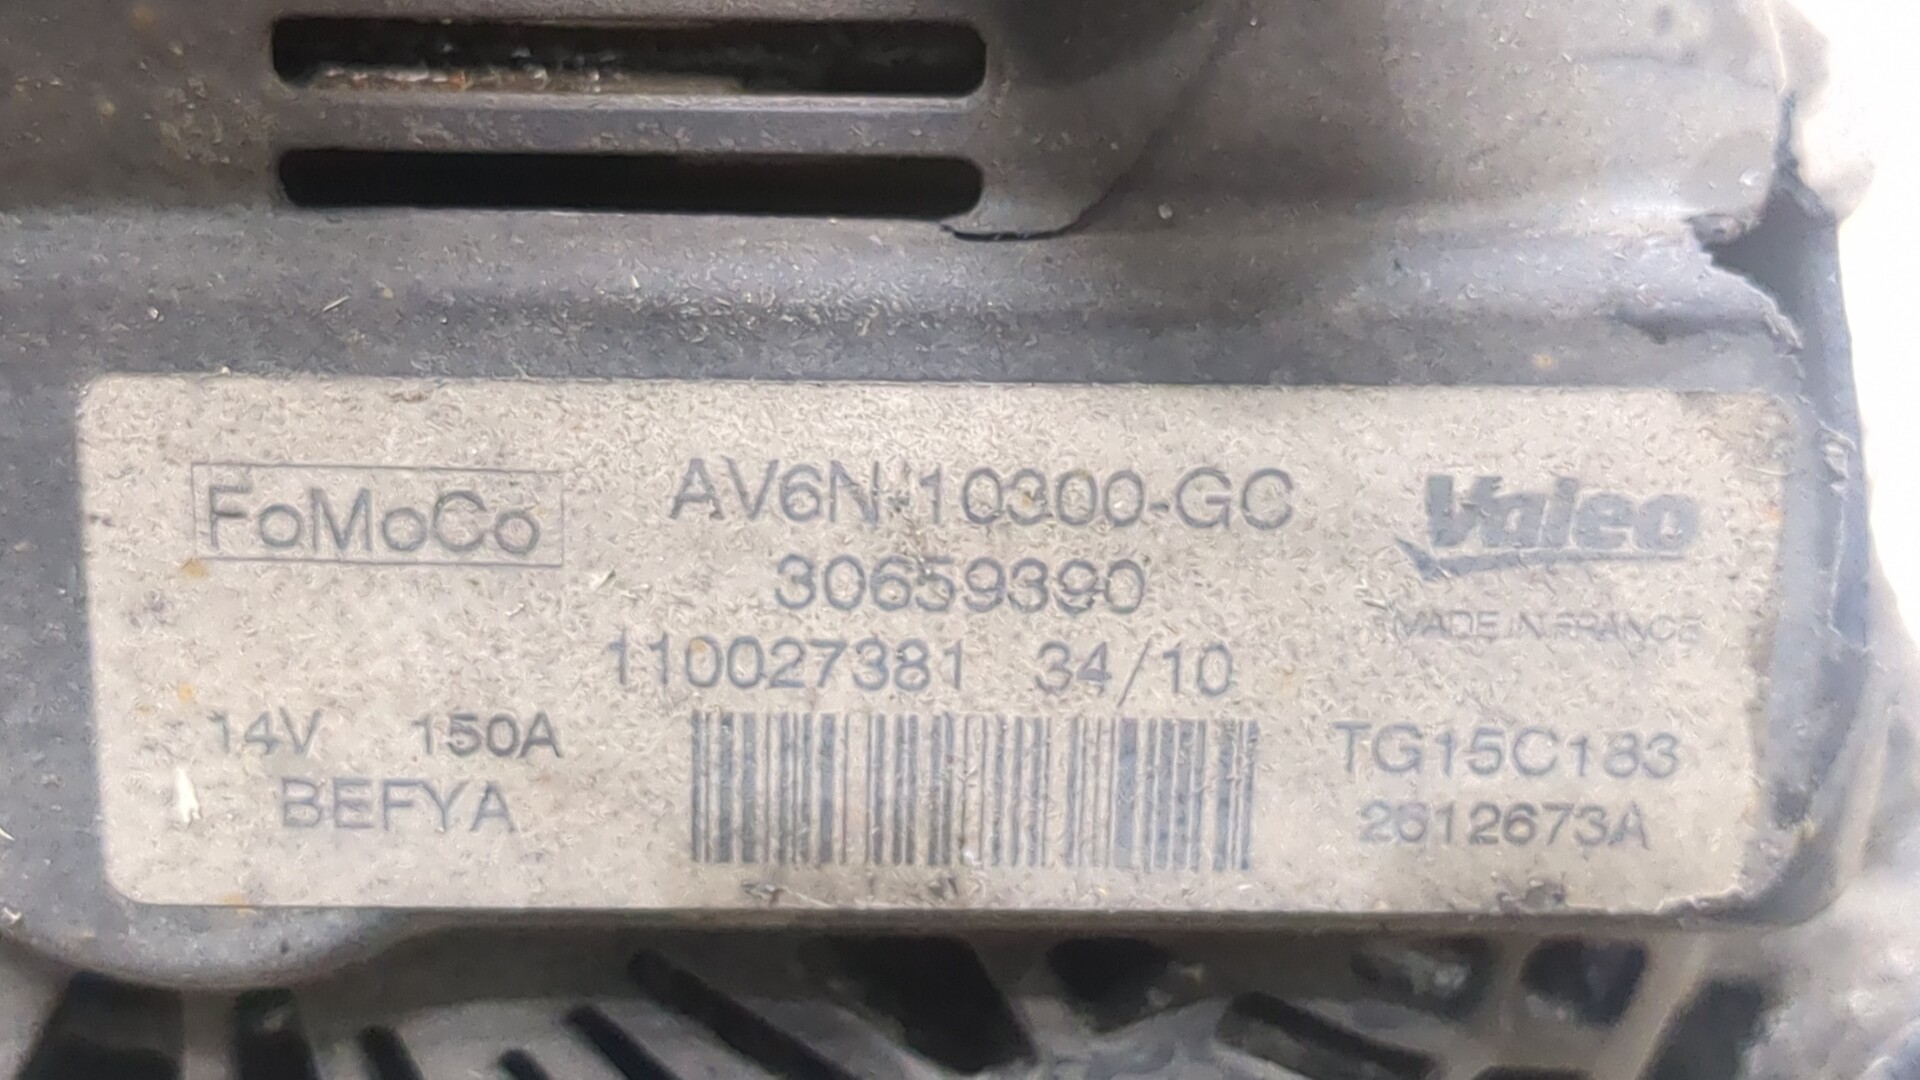 FoMoCo
AV6N-10300-GC
30659390
110027381 34/10
Valeo
MADE IN FRANCE
14V 150A
BEFYA
TG15C183
2612673A